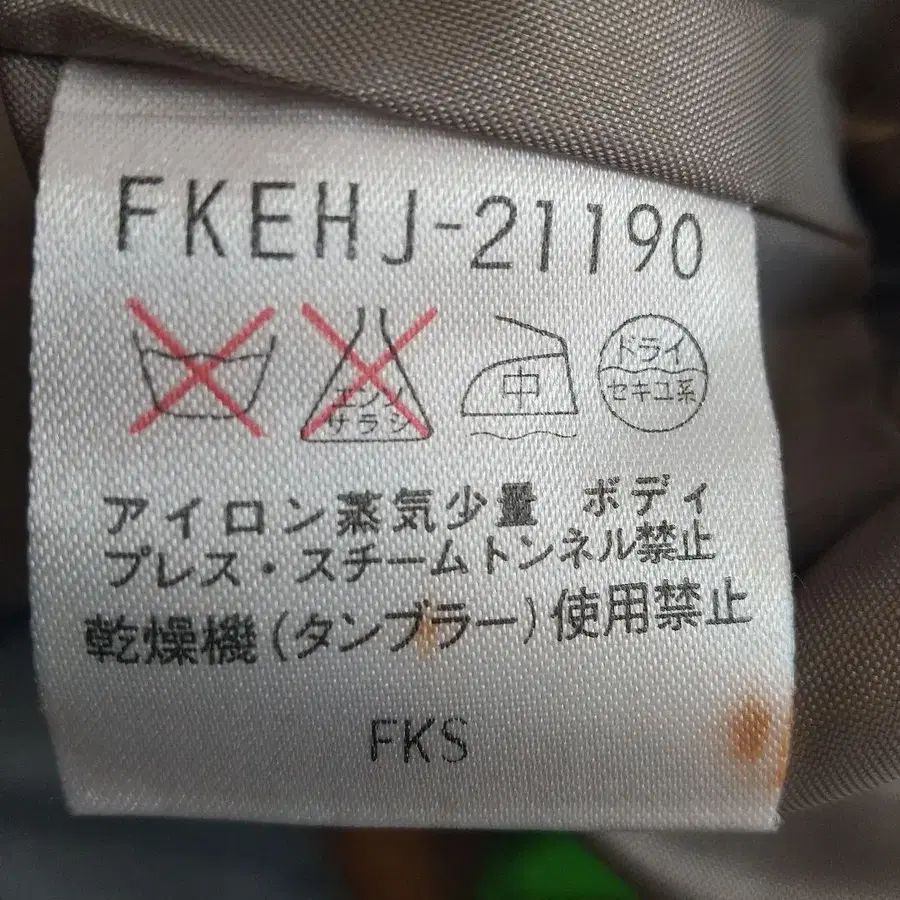 FKEHJ-21190
エンソ
サラシ
中
ドライ
セキユ系
アイロン蒸気少量 ボディ
プレス・スチームトンネル禁止
乾燥機(タンブラー)使用禁止
FKS